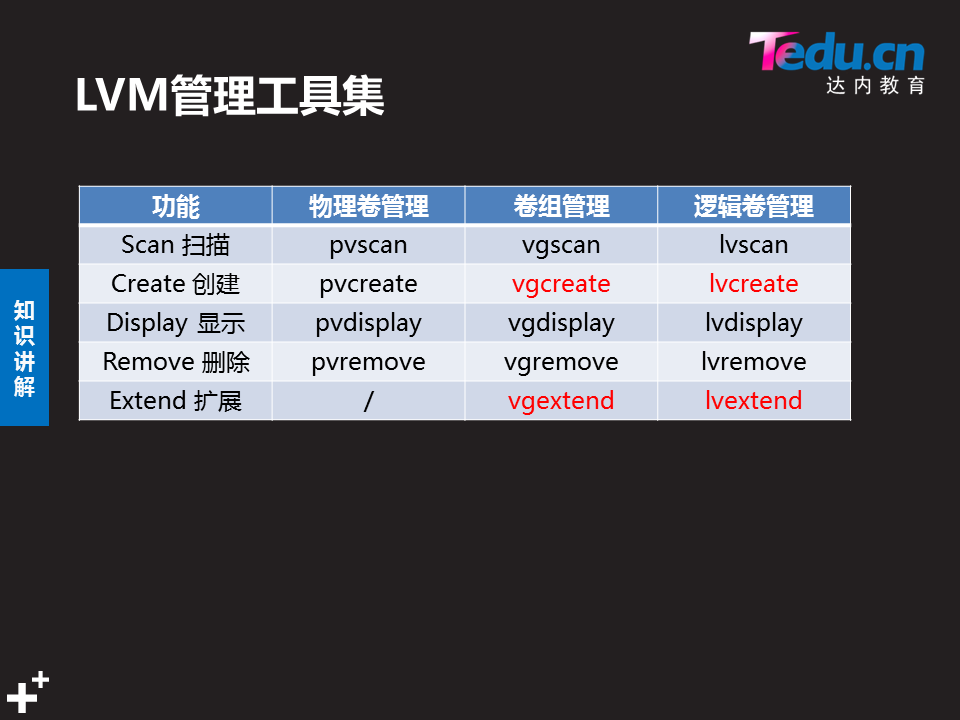 Tedu.cn
达内教育
LVM管理工具集
功能 物理卷管理 卷组管理 逻辑卷管理
Scan 扫描 pvscan vgscan lvscan
Create 创建 pvcreate vgcreate lvcreate
Display 显示 pvdisplay vgdisplay lvdisplay
Remove 删除 pvremove vgremove lvremove
Extend 扩展 / vgextend lvextend
知
识
讲
解